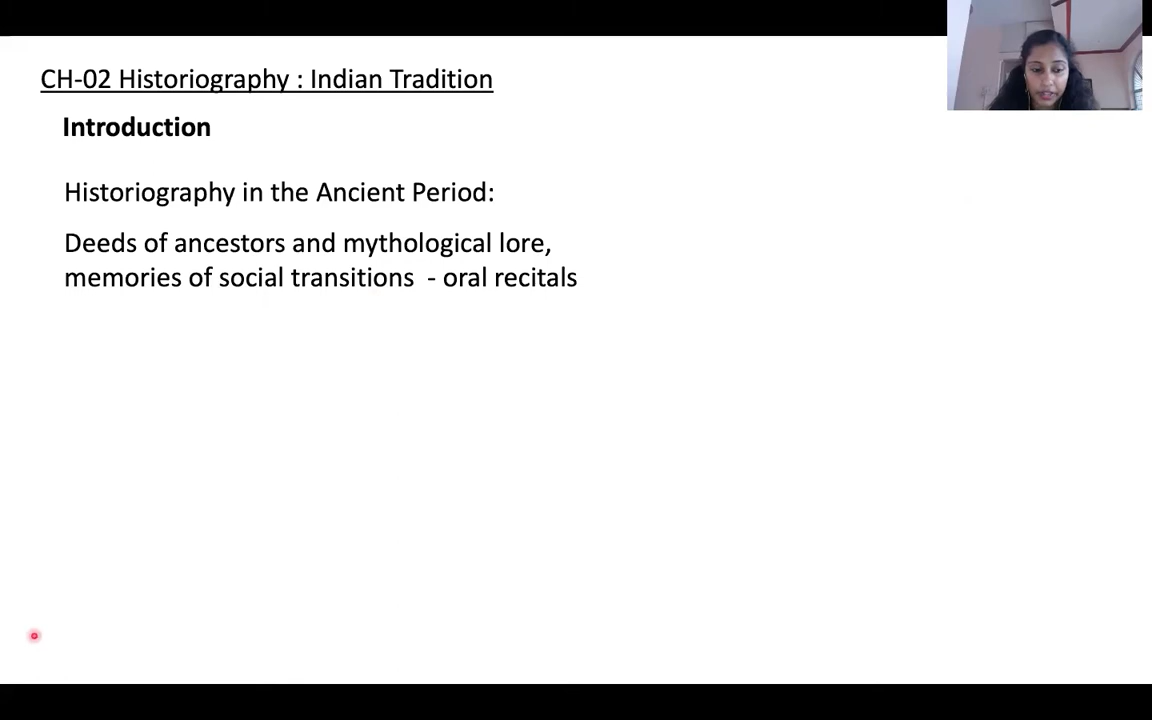 CH-02 Historiography : Indian Tradition
Introduction
Historiography in the Ancient Period:
Deeds of ancestors and mythological lore,
memories of social transitions - oral recitals